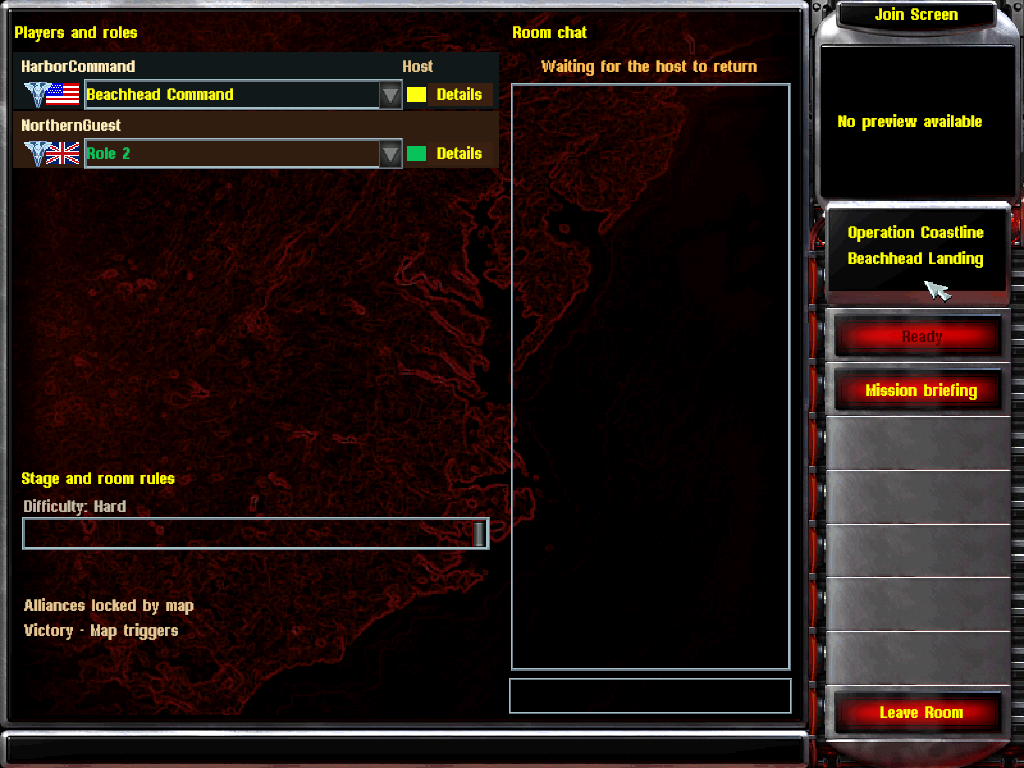 Join Screen
Players and roles
Room chat
HarborCommand
Host
Waiting for the host to return
Beachhead Command
Details
No preview available
NorthernGuest
Role 2
Details
Operation Coastline
Beachhead Landing
Ready
Mission briefing
Stage and room rules
Difficulty: Hard
Alliances locked by map
Victory - Map triggers
Leave Room